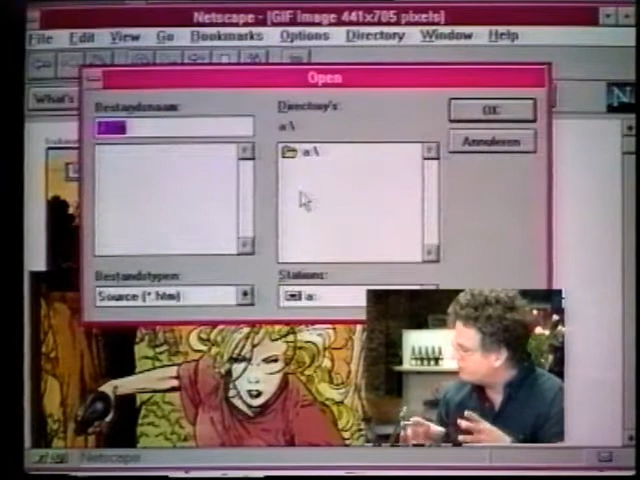 Netscape - [GIF Image 441x705 pixels]
File Edit View Go Bookmarks Options Directory Window Help
What's
N
Open
Bestandsnaam:
Directory's:
a:\
OK
Annuleren
a:\
Bestandstypen:
Stations:
Source (*.htm)
a:
Netscape